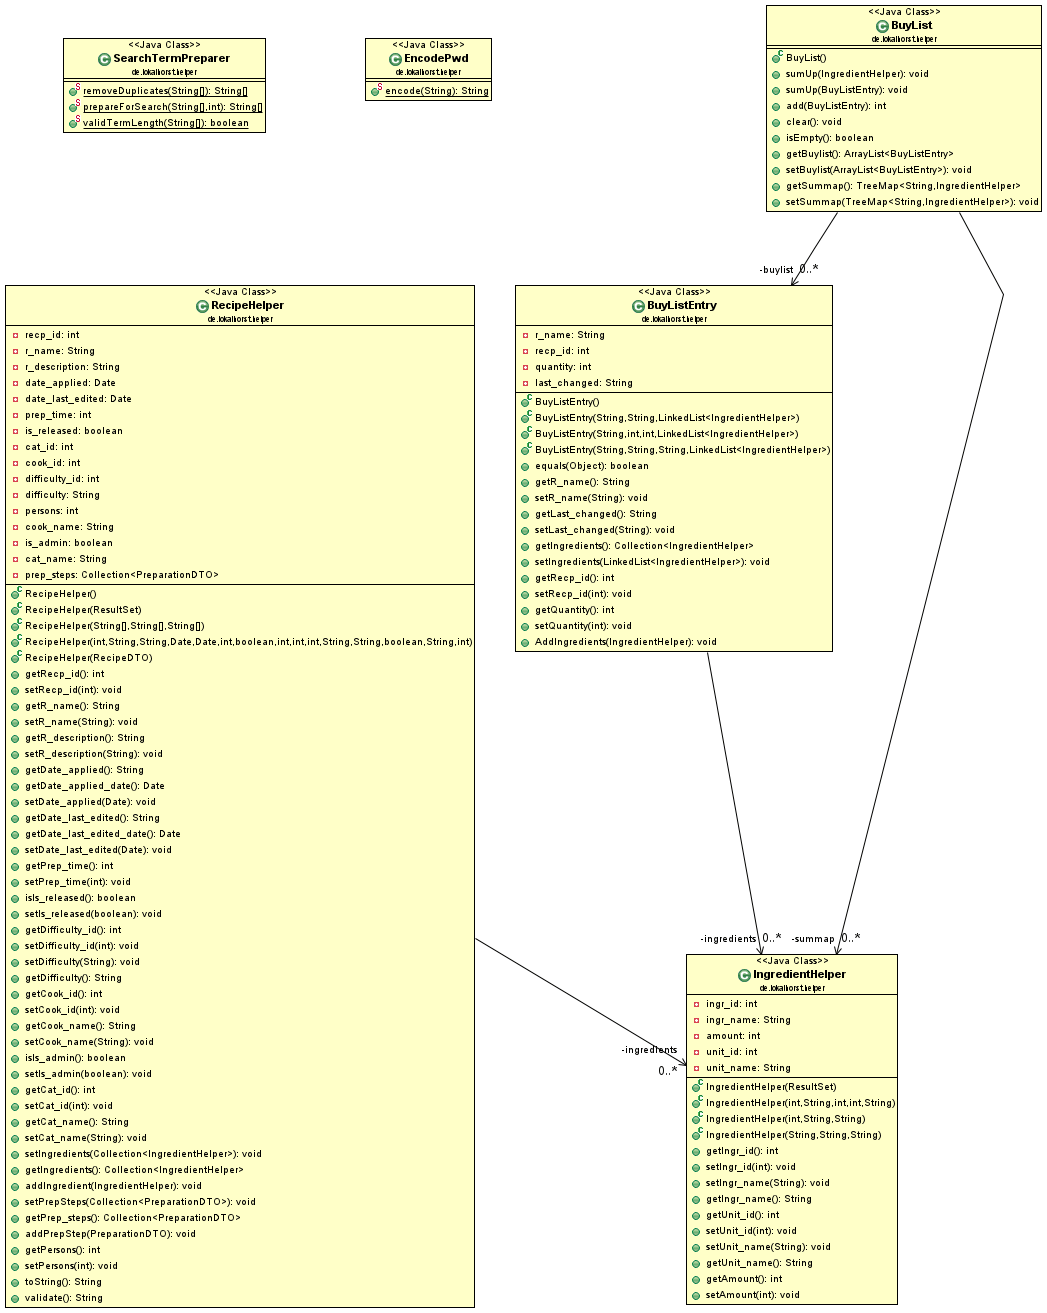 <<Java Class>>
SearchTermPreparer
de.lokalhorst.helper
removeDuplicates(String[]): String[]
prepareForSearch(String[],int): String[]
validTermLength(String[]): boolean
<<Java Class>>
EncodePwd
de.lokalhorst.helper
encode(String): String
<<Java Class>>
BuyList
de.lokalhorst.helper
BuyList()
sumUp(IngredientHelper): void
sumUp(BuyListEntry): void
add(BuyListEntry): int
clear(): void
isEmpty(): boolean
getBuylist(): ArrayList<BuyListEntry>
setBuylist(ArrayList<BuyListEntry>): void
getSummap(): TreeMap<String,IngredientHelper>
setSummap(TreeMap<String,IngredientHelper>): void
-buylist 0..*
<<Java Class>>
RecipeHelper
de.lokalhorst.helper
recp_id: int
r_name: String
r_description: String
date_applied: Date
date_last_edited: Date
prep_time: int
is_released: boolean
cat_id: int
cook_id: int
difficulty_id: int
difficulty: String
persons: int
cook_name: String
is_admin: boolean
cat_name: String
prep_steps: Collection<PreparationDTO>
RecipeHelper()
RecipeHelper(ResultSet)
RecipeHelper(String[],String[],String[])
RecipeHelper(int,String,String,Date,Date,int,boolean,int,int,int,String,String,boolean,String,int)
RecipeHelper(RecipeDTO)
getRecp_id(): int
setRecp_id(int): void
getR_name(): String
setR_name(String): void
getR_description(): String
setR_description(String): void
getDate_applied(): String
getDate_applied_date(): Date
setDate_applied(Date): void
getDate_last_edited(): String
getDate_last_edited_date(): Date
setDate_last_edited(Date): void
getPrep_time(): int
setPrep_time(int): void
isIs_released(): boolean
setIs_released(boolean): void
getDifficulty_id(): int
setDifficulty_id(int): void
setDifficulty(String): void
getDifficulty(): String
getCook_id(): int
setCook_id(int): void
getCook_name(): String
setCook_name(String): void
isIs_admin(): boolean
setIs_admin(boolean): void
getCat_id(): int
setCat_id(int): void
getCat_name(): String
setCat_name(String): void
setIngredients(Collection<IngredientHelper>): void
getIngredients(): Collection<IngredientHelper>
addIngredient(IngredientHelper): void
setPrepSteps(Collection<PreparationDTO>): void
getPrep_steps(): Collection<PreparationDTO>
addPrepStep(PreparationDTO): void
getPersons(): int
setPersons(int): void
toString(): String
validate(): String
<<Java Class>>
BuyListEntry
de.lokalhorst.helper
r_name: String
recp_id: int
quantity: int
last_changed: String
BuyListEntry()
BuyListEntry(String,String,LinkedList<IngredientHelper>)
BuyListEntry(String,int,int,LinkedList<IngredientHelper>)
BuyListEntry(String,String,String,LinkedList<IngredientHelper>)
equals(Object): boolean
getR_name(): String
setR_name(String): void
getLast_changed(): String
setLast_changed(String): void
getIngredients(): Collection<IngredientHelper>
setIngredients(LinkedList<IngredientHelper>): void
getRecp_id(): int
setRecp_id(int): void
getQuantity(): int
setQuantity(int): void
AddIngredients(IngredientHelper): void
-ingredients 0..*
-summap 0..*
-ingredients
0..*
<<Java Class>>
IngredientHelper
de.lokalhorst.helper
ingr_id: int
ingr_name: String
amount: int
unit_id: int
unit_name: String
IngredientHelper(ResultSet)
IngredientHelper(int,String,int,int,String)
IngredientHelper(int,String,String)
IngredientHelper(String,String,String)
getIngr_id(): int
setIngr_id(int): void
setIngr_name(String): void
getIngr_name(): String
getUnit_id(): int
setUnit_id(int): void
setUnit_name(String): void
getUnit_name(): String
getAmount(): int
setAmount(int): void